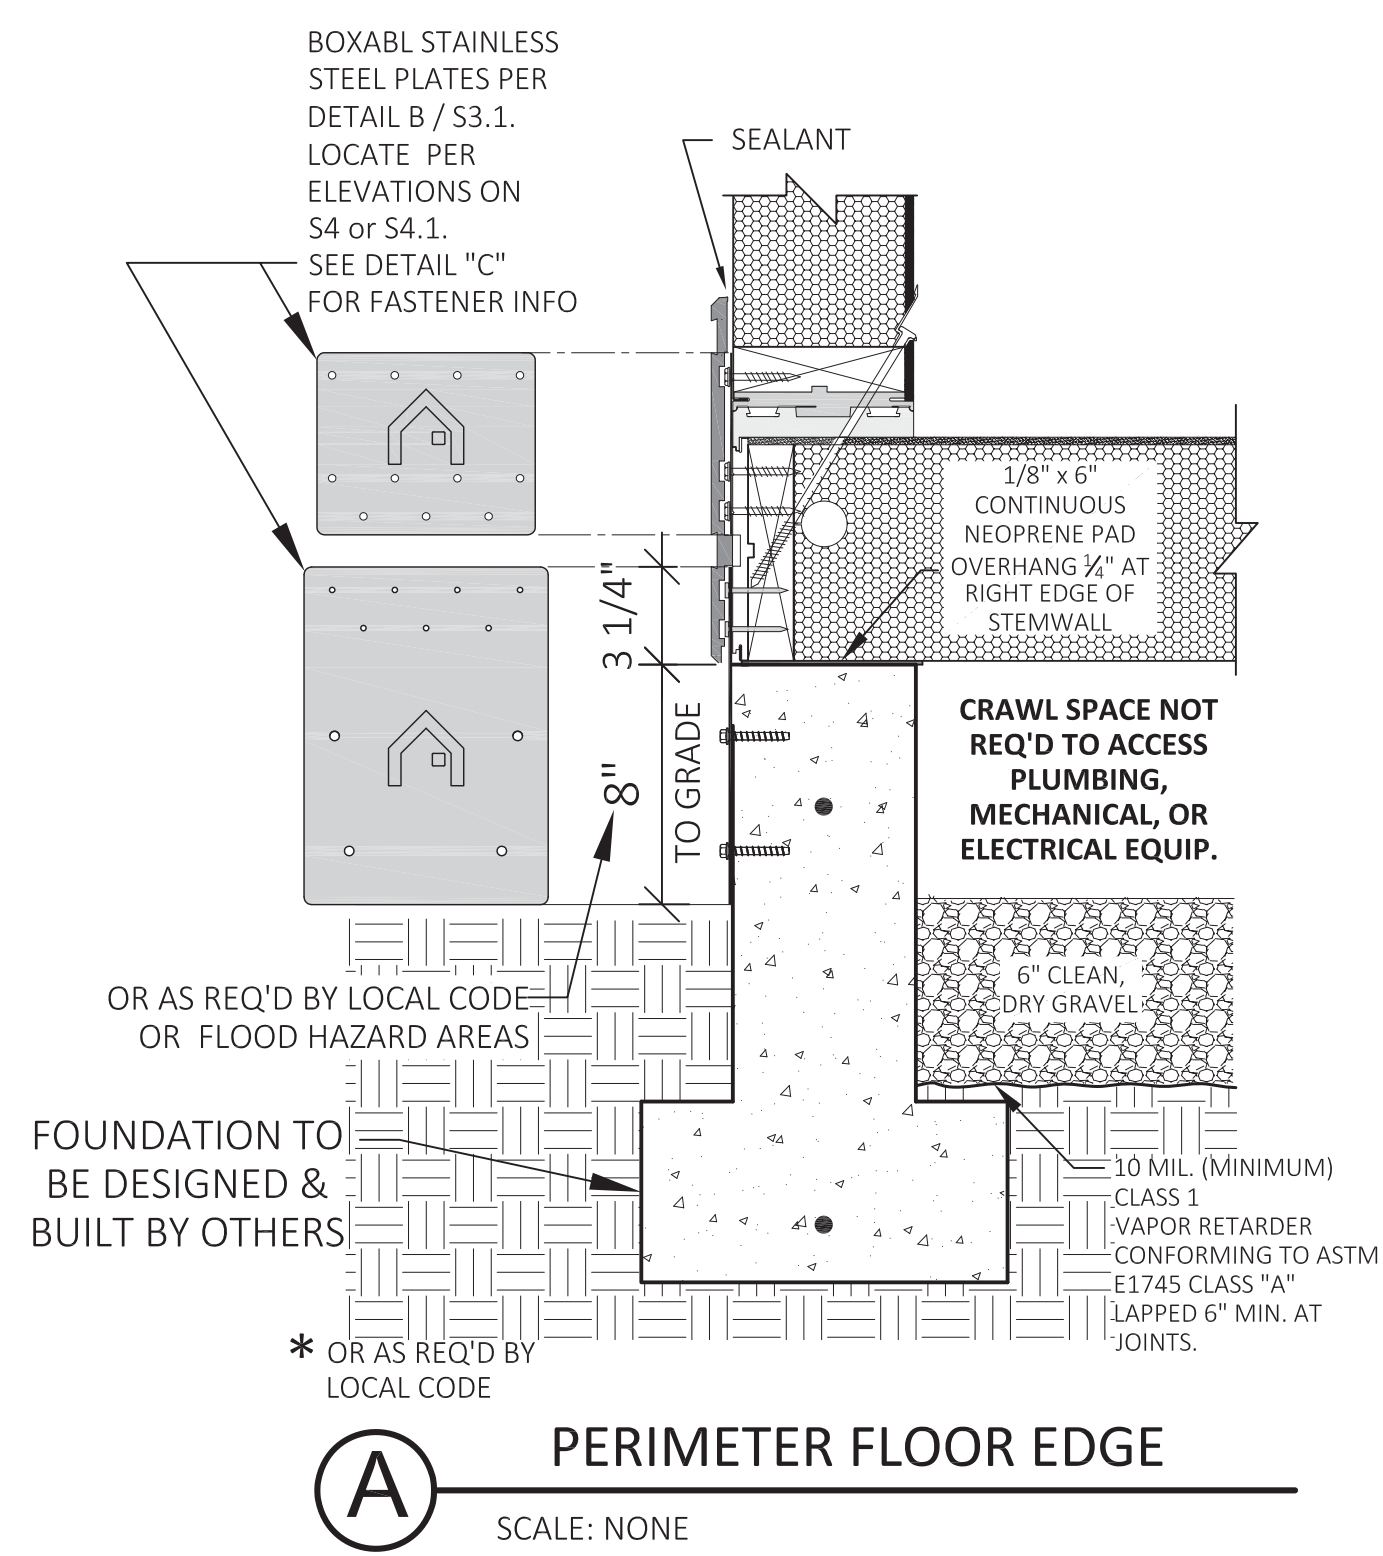 BOXABL STAINLESS
STEEL PLATES PER
DETAIL B / S3.1.
LOCATE PER
ELEVATIONS ON
S4 or S4.1.
SEE DETAIL "C"
FOR FASTENER INFO
SEALANT
1/8" x 6"
CONTINUOUS
NEOPRENE PAD
OVERHANG 1/4" AT
RIGHT EDGE OF
STEMWALL
3 1/4"
8"
TO GRADE
CRAWL SPACE NOT
REQ'D TO ACCESS
PLUMBING,
MECHANICAL, OR
ELECTRICAL EQUIP.
6" CLEAN,
DRY GRAVEL
OR AS REQ'D BY LOCAL CODE
OR FLOOD HAZARD AREAS
FOUNDATION TO
BE DESIGNED &
BUILT BY OTHERS
10 MIL. (MINIMUM)
CLASS 1
VAPOR RETARDER
CONFORMING TO ASTM
E1745 CLASS "A"
LAPPED 6" MIN. AT
JOINTS.
* OR AS REQ'D BY
LOCAL CODE
A
PERIMETER FLOOR EDGE
SCALE: NONE